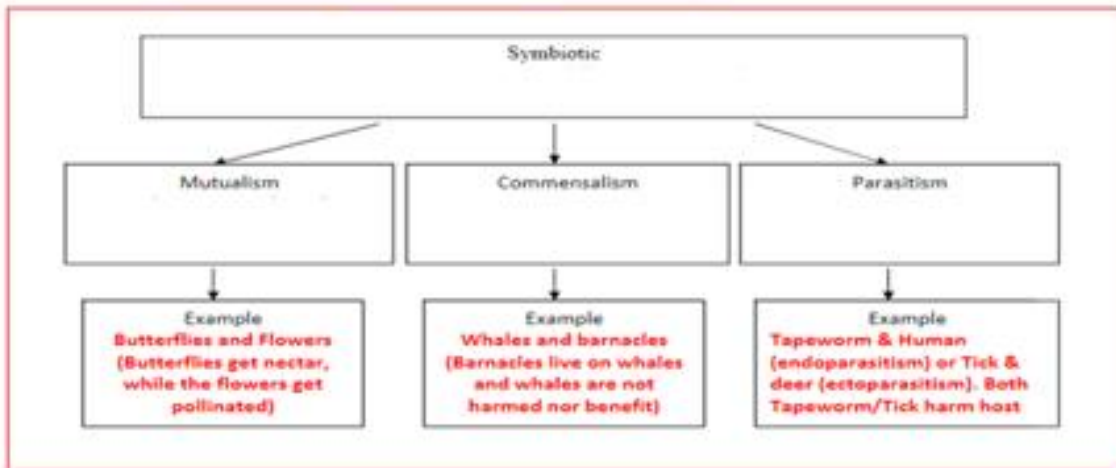 Symbiotic
Mutualism
Commensalism
Parasitism
Example
Butterflies and Flowers
(Butterflies get nectar,
while the flowers get
pollinated)
Example
Whales and barnacles
(Barnacles live on whales
and whales are not
harmed nor benefit)
Example
Tapeworm & Human
(endoparasitism) or Tick &
deer (ectoparasitism). Both
Tapeworm/Tick harm host